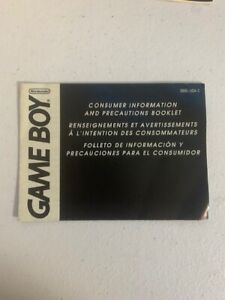 Nintendo
GAME BOY
CONSUMER INFORMATION
AND PRECAUTIONS BOOKLET
RENSEIGNEMENTS ET AVERTISSEMENTS
À L'INTENTION DES CONSOMMATEURS
FOLLETO DE INFORMACIÓN Y
PRECAUCIONES PARA EL CONSUMIDOR